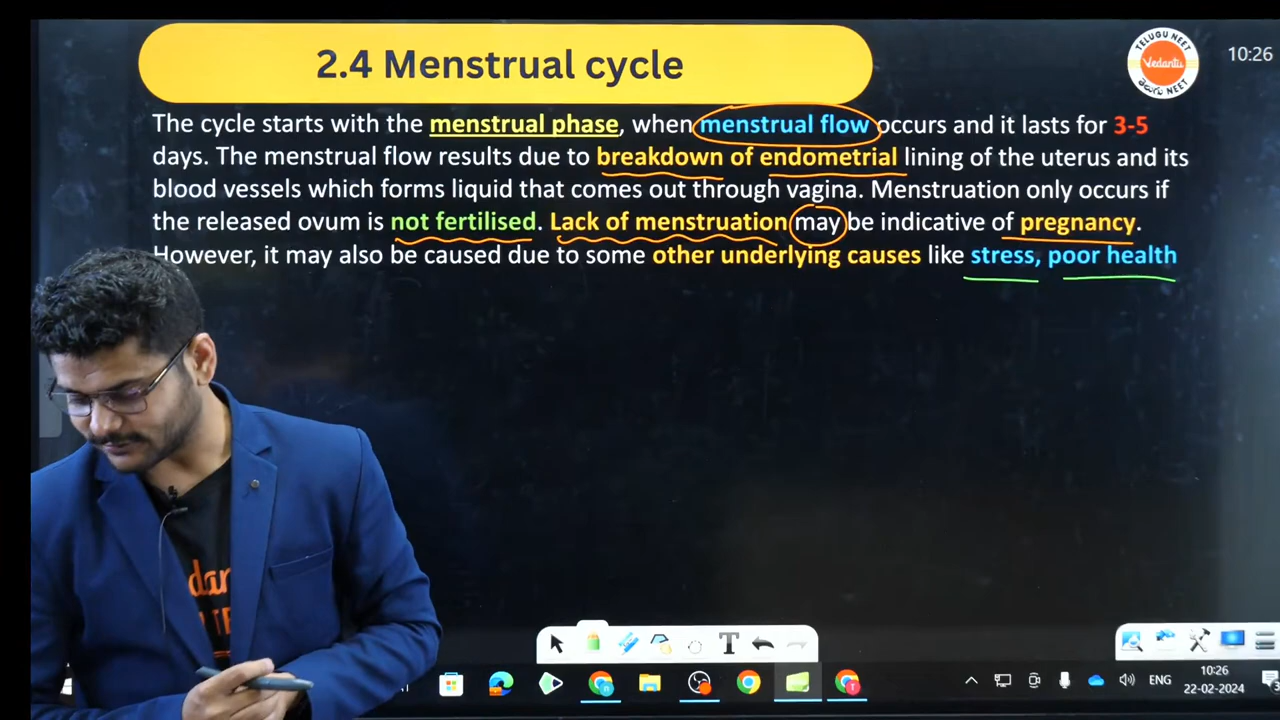 2.4 Menstrual cycle
TELUGU NEET
Vedantu
తెలుగు NEET
10:26
The cycle starts with the menstrual phase, when menstrual flow occurs and it lasts for 3-5
days. The menstrual flow results due to breakdown of endometrial lining of the uterus and its
blood vessels which forms liquid that comes out through vagina. Menstruation only occurs if
the released ovum is not fertilised. Lack of menstruation may be indicative of pregnancy.
However, it may also be caused due to some other underlying causes like stress, poor health
T
ENG
10:26
22-02-2024